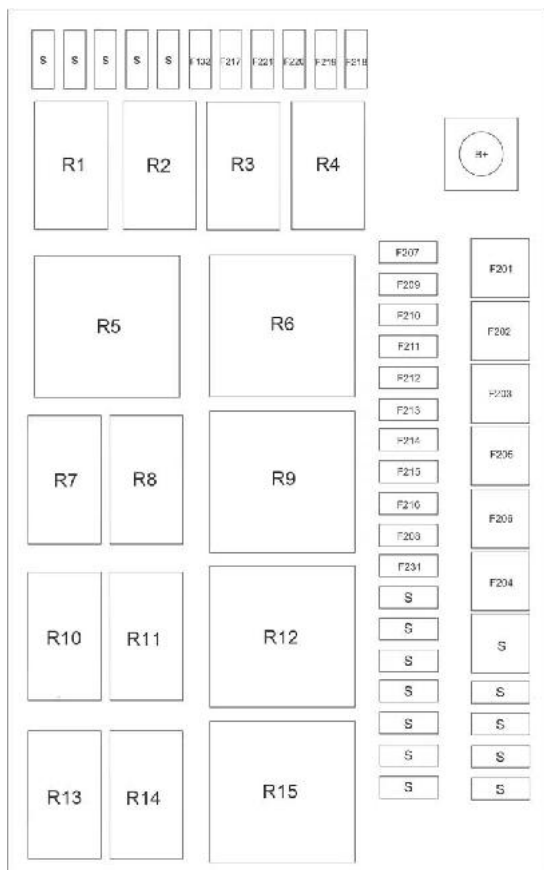 S S S S S F132 F217 F221 F220 F219 F218
R1 R2 R3 R4
B+
F207
F209
F210
F211
F212
F213
F214
F215
F216
F208
F231
S
S
S
S
S
S
S
F201
F202
F203
F205
F206
F204
S
S
S
S
S
R5 R6
R7 R8 R9
R10 R11 R12
R13 R14 R15